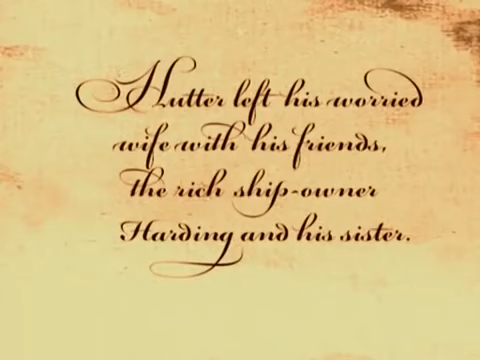 Hutter left his worried
wife with his friends,
the rich ship-owner
Harding and his sister.